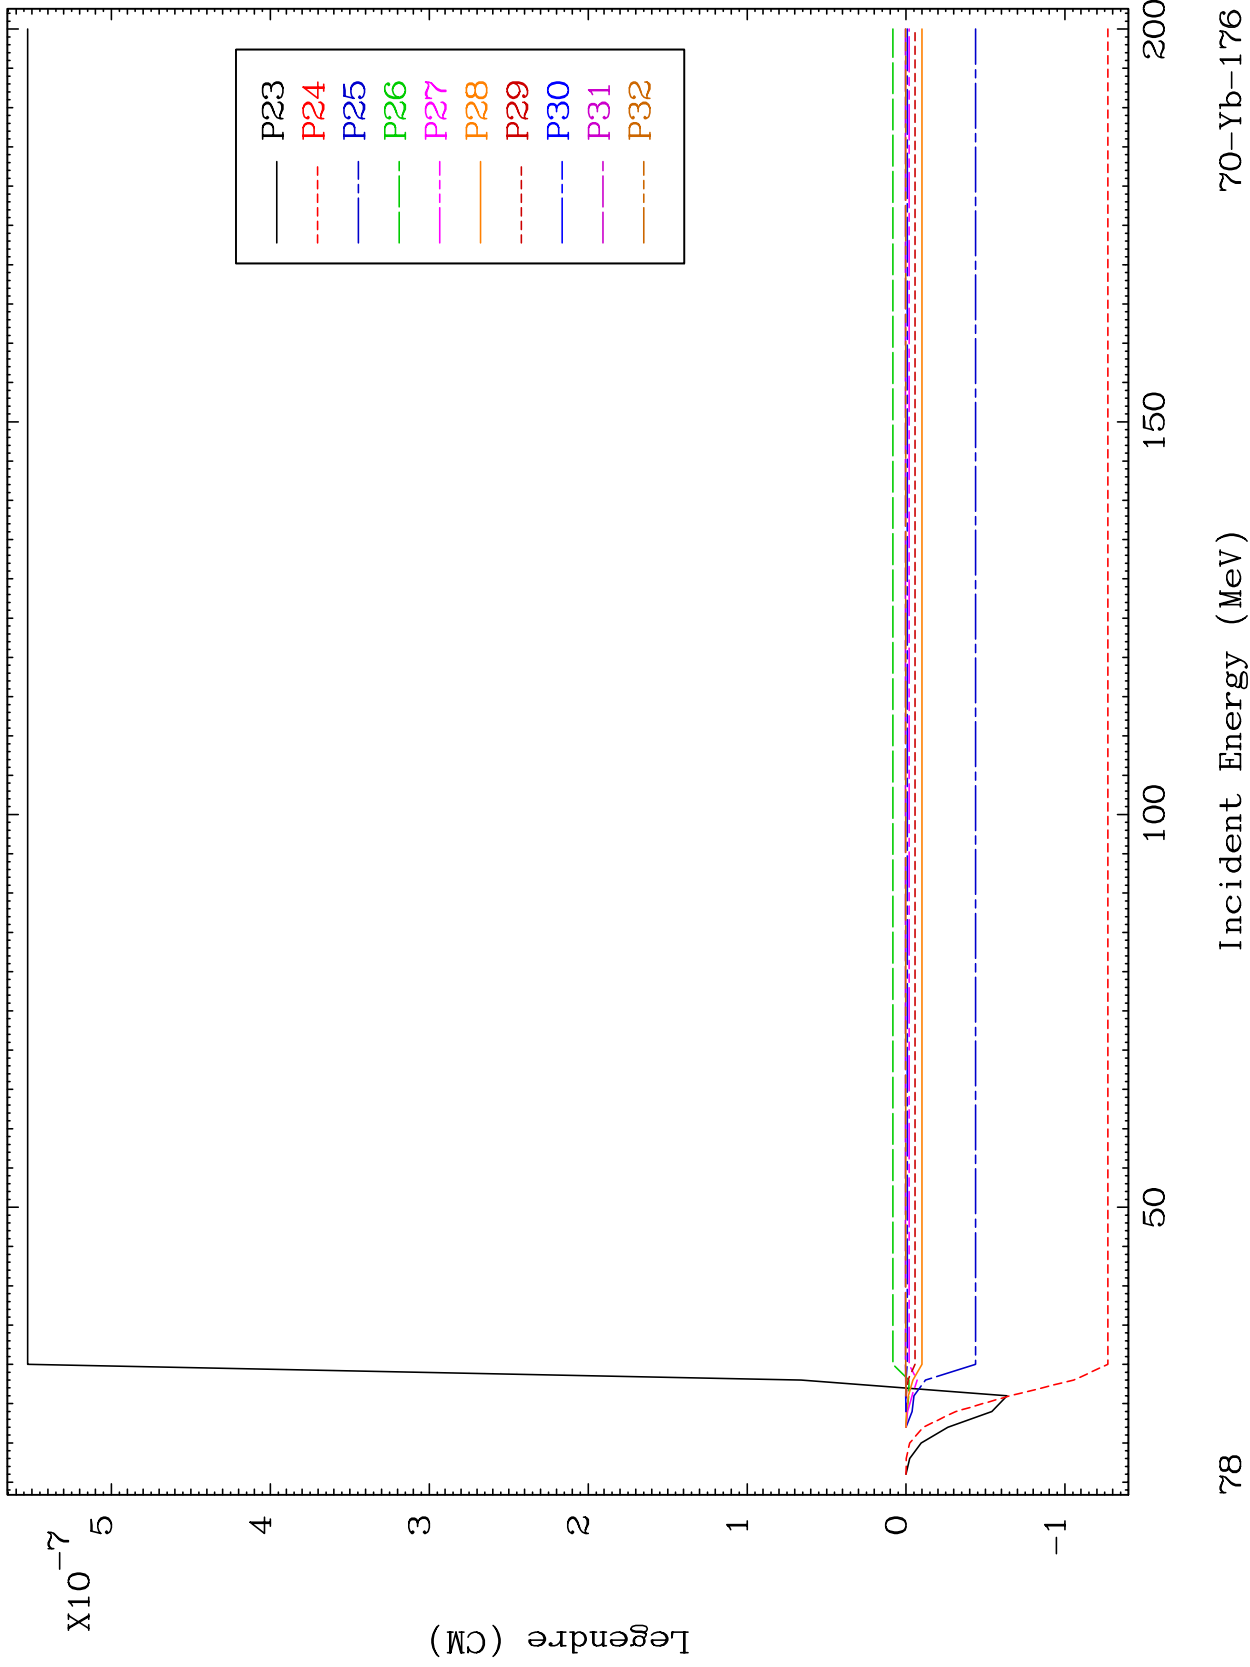 X10-7
5
4
3
2
1
0
-1
Legendre (CM)
P23
P24
P25
P26
P27
P28
P29
P30
P31
P32
50
100
150
200
Incident Energy (MeV)
78
70-Yb-176